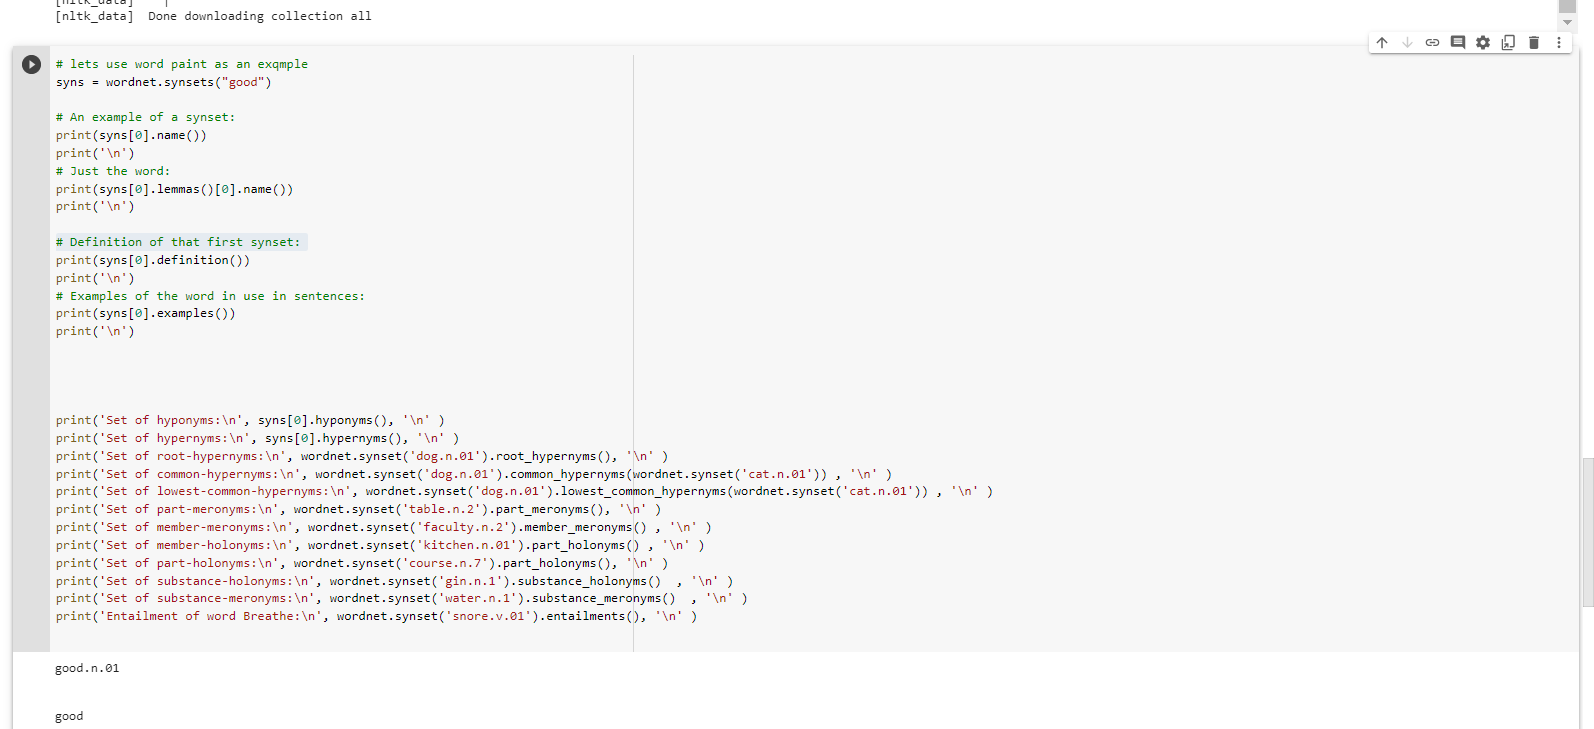 [nltk_data]    |
[nltk_data]  Done downloading collection all
# lets use word paint as an exqmple
syns = wordnet.synsets("good")
# An example of a synset:
print(syns[0].name())
print('\n')
# Just the word:
print(syns[0].lemmas()[0].name())
print('\n')
# Definition of that first synset:
print(syns[0].definition())
print('\n')
# Examples of the word in use in sentences:
print(syns[0].examples())
print('\n')
print('Set of hyponyms:\n', syns[0].hyponyms(), '\n' )
print('Set of hypernyms:\n', syns[0].hypernyms(), '\n' )
print('Set of root-hypernyms:\n', wordnet.synset('dog.n.01').root_hypernyms(), '\n' )
print('Set of common-hypernyms:\n', wordnet.synset('dog.n.01').common_hypernyms(wordnet.synset('cat.n.01')) , '\n' )
print('Set of lowest-common-hypernyms:\n', wordnet.synset('dog.n.01').lowest_common_hypernyms(wordnet.synset('cat.n.01')) , '\n' )
print('Set of part-meronyms:\n', wordnet.synset('table.n.2').part_meronyms(), '\n' )
print('Set of member-meronyms:\n', wordnet.synset('faculty.n.2').member_meronyms() , '\n' )
print('Set of member-holonyms:\n', wordnet.synset('kitchen.n.01').part_holonyms() , '\n' )
print('Set of part-holonyms:\n', wordnet.synset('course.n.7').part_holonyms(), '\n' )
print('Set of substance-holonyms:\n', wordnet.synset('gin.n.1').substance_holonyms()  , '\n' )
print('Set of substance-meronyms:\n', wordnet.synset('water.n.1').substance_meronyms()  , '\n' )
print('Entailment of word Breathe:\n', wordnet.synset('snore.v.01').entailments(), '\n' )
good.n.01
good